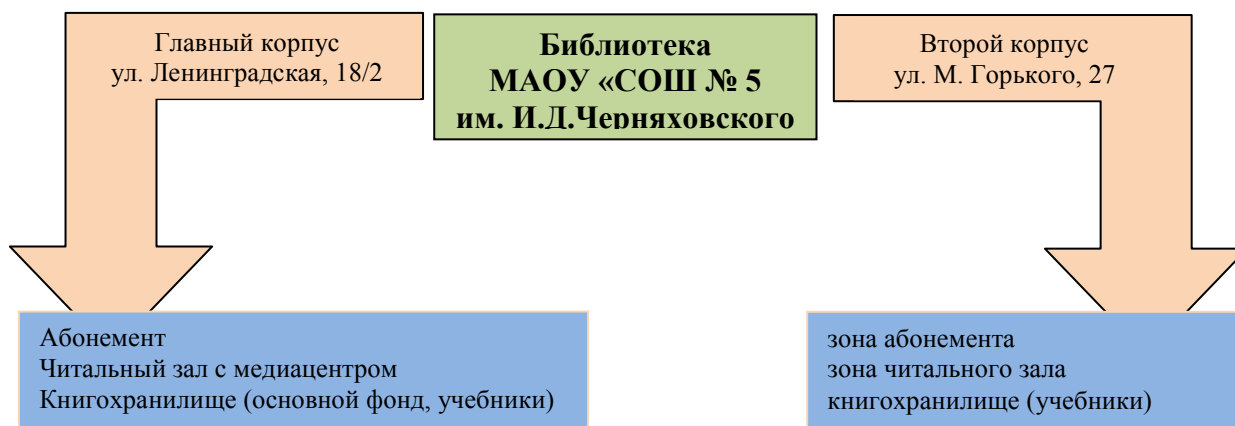 Главный корпус
ул. Ленинградская, 18/2
Библиотека
МАОУ «СОШ № 5
им. И.Д.Черняховского
Второй корпус
ул. М. Горького, 27
Абонемент
Читальный зал с медиацентром
Книгохранилище (основной фонд, учебники)
зона абонемента
зона читального зала
книгохранилище (учебники)